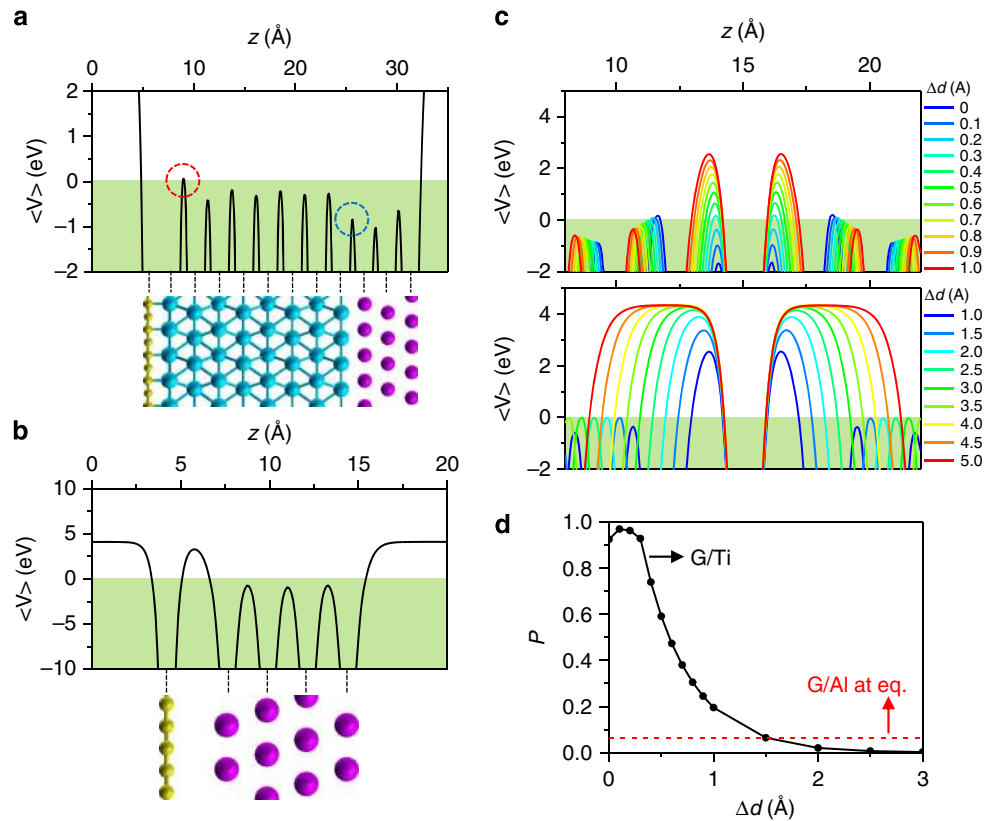 a
z (Å)
0 10 20 30
2
1
0
−1
−2
<V> (eV)
b
z (Å)
0 5 10 15 20
10
5
0
−5
−10
<V> (eV)
c
z (Å)
10 15 20
4
2
0
−2
<V> (eV)
Δd (A)
0
0.1
0.2
0.3
0.4
0.5
0.6
0.7
0.8
0.9
1.0
4
2
0
−2
<V> (eV)
Δd (A)
1.0
1.5
2.0
2.5
3.0
3.5
4.0
4.5
5.0
d
1.0
0.8
0.6
0.4
0.2
0.0
P
G/Ti
G/Al at eq.
0 1 2 3
Δd (Å)